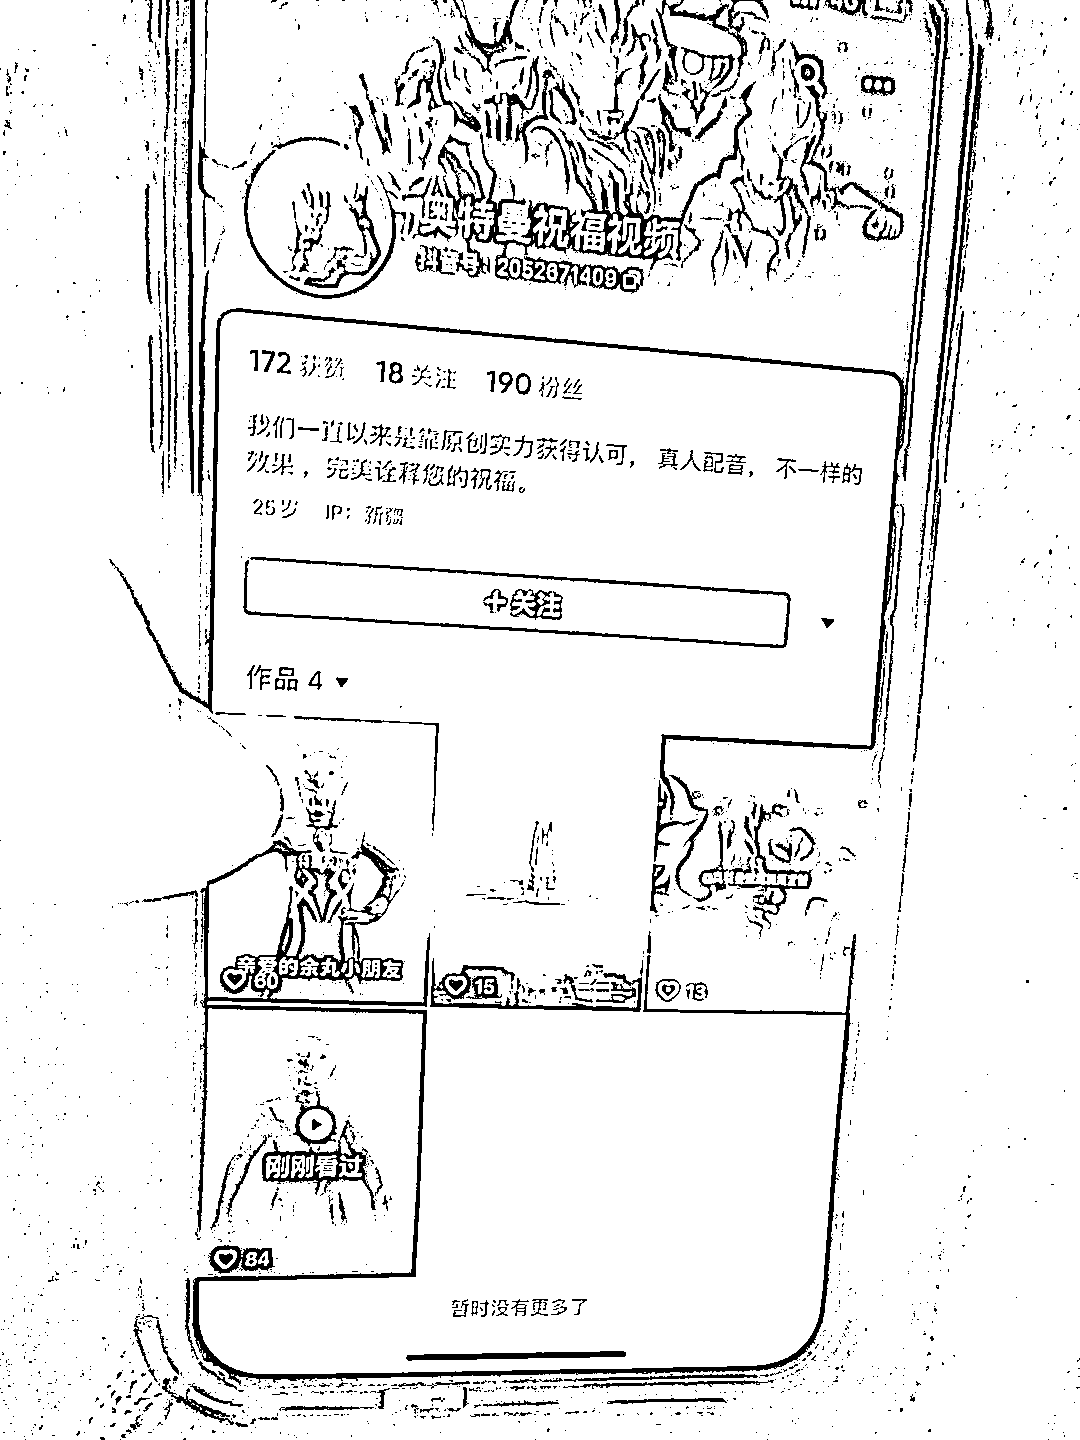 奥特曼祝福视频
抖音号：2052671409
172 获赞 18 关注 190 粉丝
我们一直以来是靠原创实力获得认可， 真人配音， 不一样的
效果，完美诠释您的祝福。
26岁 IP：新疆
+关注
作品 4
亲爱的余丸小朋友
60
15
13
刚刚看过
84
暂时没有更多了